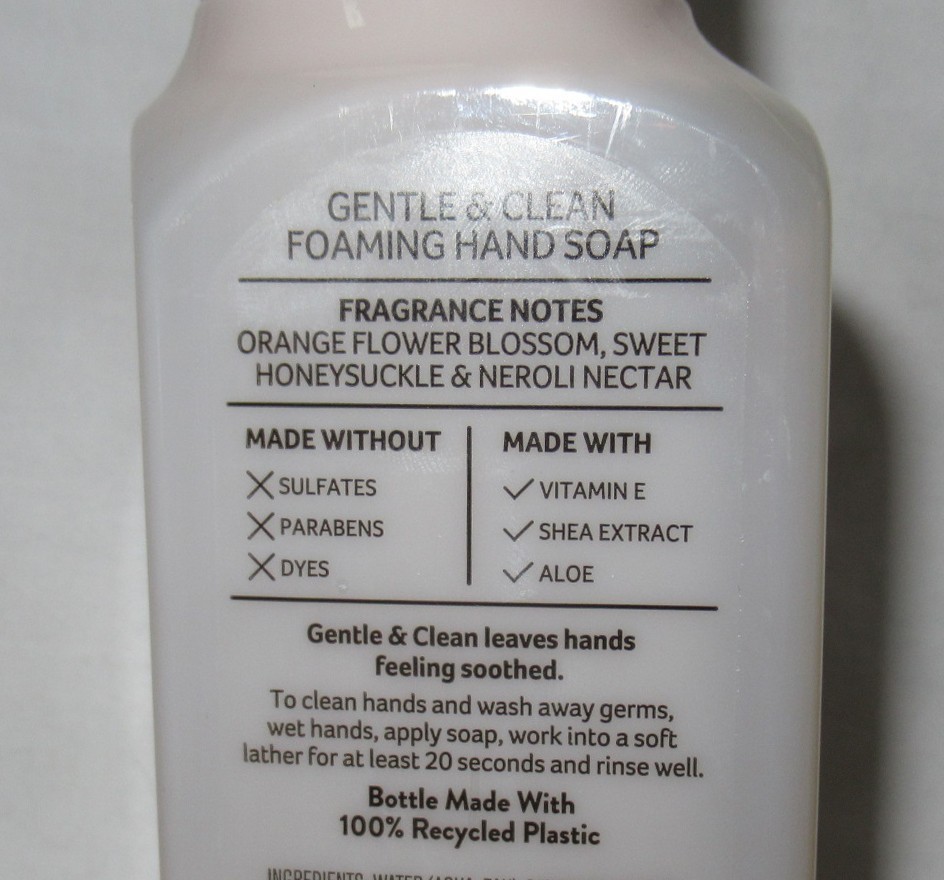 GENTLE & CLEAN
FOAMING HAND SOAP
FRAGRANCE NOTES
ORANGE FLOWER BLOSSOM, SWEET
HONEYSUCKLE & NEROLI NECTAR
MADE WITHOUT
SULFATES
PARABENS
DYES
MADE WITH
VITAMIN E
SHEA EXTRACT
ALOE
Gentle & Clean leaves hands
feeling soothed.
To clean hands and wash away germs,
wet hands, apply soap, work into a soft
lather for at least 20 seconds and rinse well.
Bottle Made With
100% Recycled Plastic
INGREDIENTS: WATER